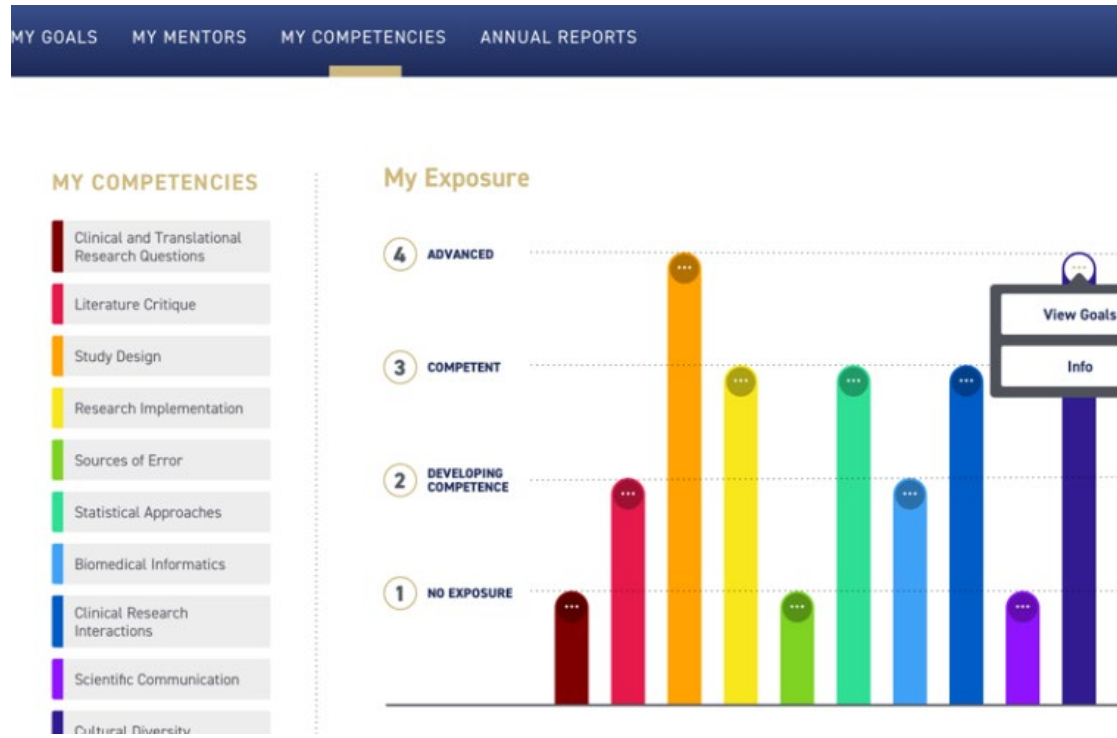 MY GOALS MY MENTORS MY COMPETENCIES ANNUAL REPORTS
MY COMPETENCIES
Clinical and Translational
Research Questions
Literature Critique
Study Design
Research Implementation
Sources of Error
Statistical Approaches
Biomedical Informatics
Clinical Research
Interactions
Scientific Communication
Cultural Diversity
My Exposure
4 ADVANCED
3 COMPETENT
2 DEVELOPING
COMPETENCE
1 NO EXPOSURE
View Goals
Info